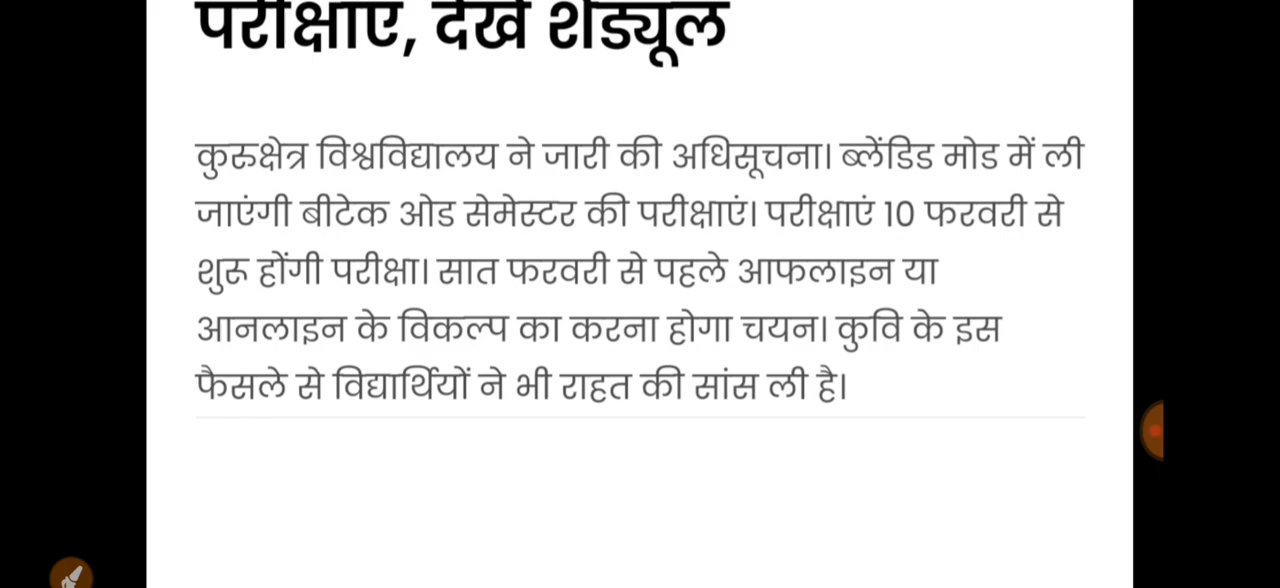 परीक्षाएं, देखें शेड्यूल
कुरुक्षेत्र विश्वविद्यालय ने जारी की अधिसूचना। ब्लेंडिड मोड में ली
जाएंगी बीटेक ओड सेमेस्टर की परीक्षाएं। परीक्षाएं 10 फरवरी से
शुरू होंगी परीक्षा। सात फरवरी से पहले आफलाइन या
आनलाइन के विकल्प का करना होगा चयन। कुवि के इस
फैसले से विद्यार्थियों ने भी राहत की सांस ली है।